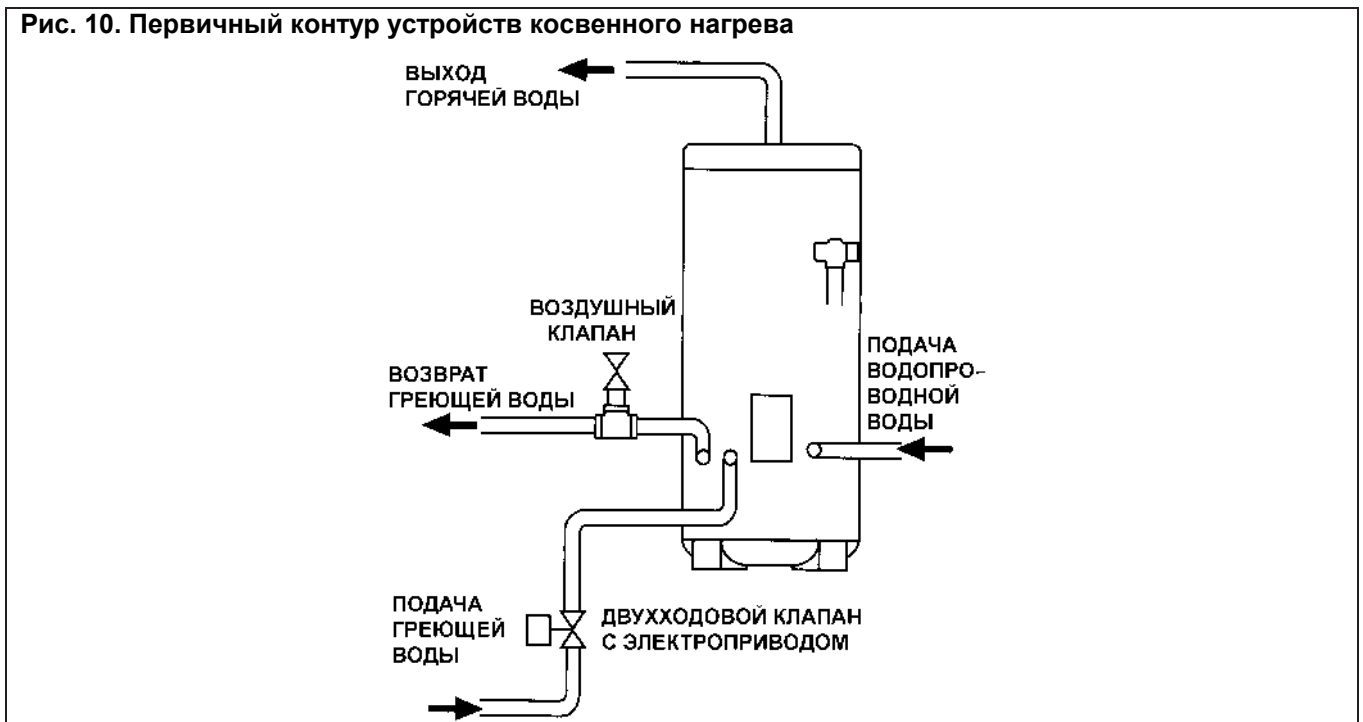 Рис. 10. Первичный контур устройств косвенного нагрева
ВЫХОД
ГОРЯЧЕЙ ВОДЫ
ВОЗДУШНЫЙ
КЛАПАН
ВОЗВРАТ
ГРЕЮЩЕЙ ВОДЫ
ПОДАЧА
ВОДОПРО-
ВОДНОЙ
ВОДЫ
ПОДАЧА
ГРЕЮЩЕЙ
ВОДЫ
ДВУХХОДОВОЙ КЛАПАН
С ЭЛЕКТРОПРИВОДОМ